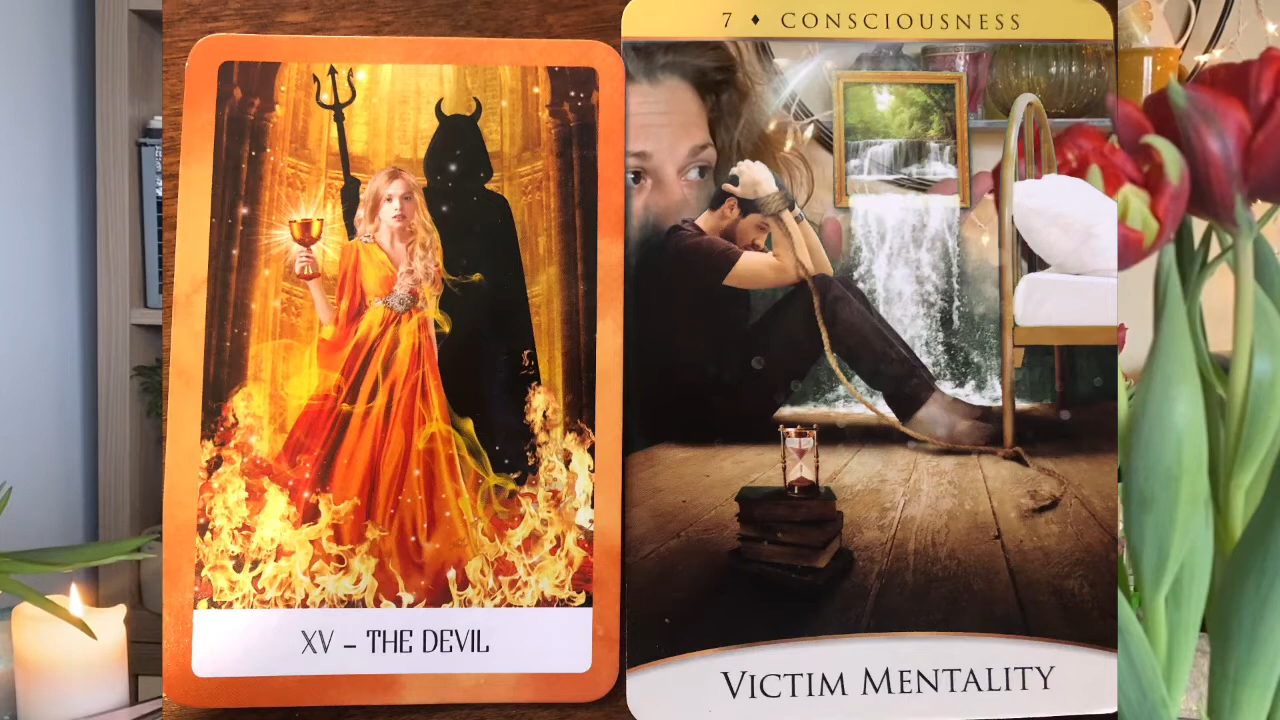 XV – THE DEVIL
7 ♦ CONSCIOUSNESS
VICTIM MENTALITY